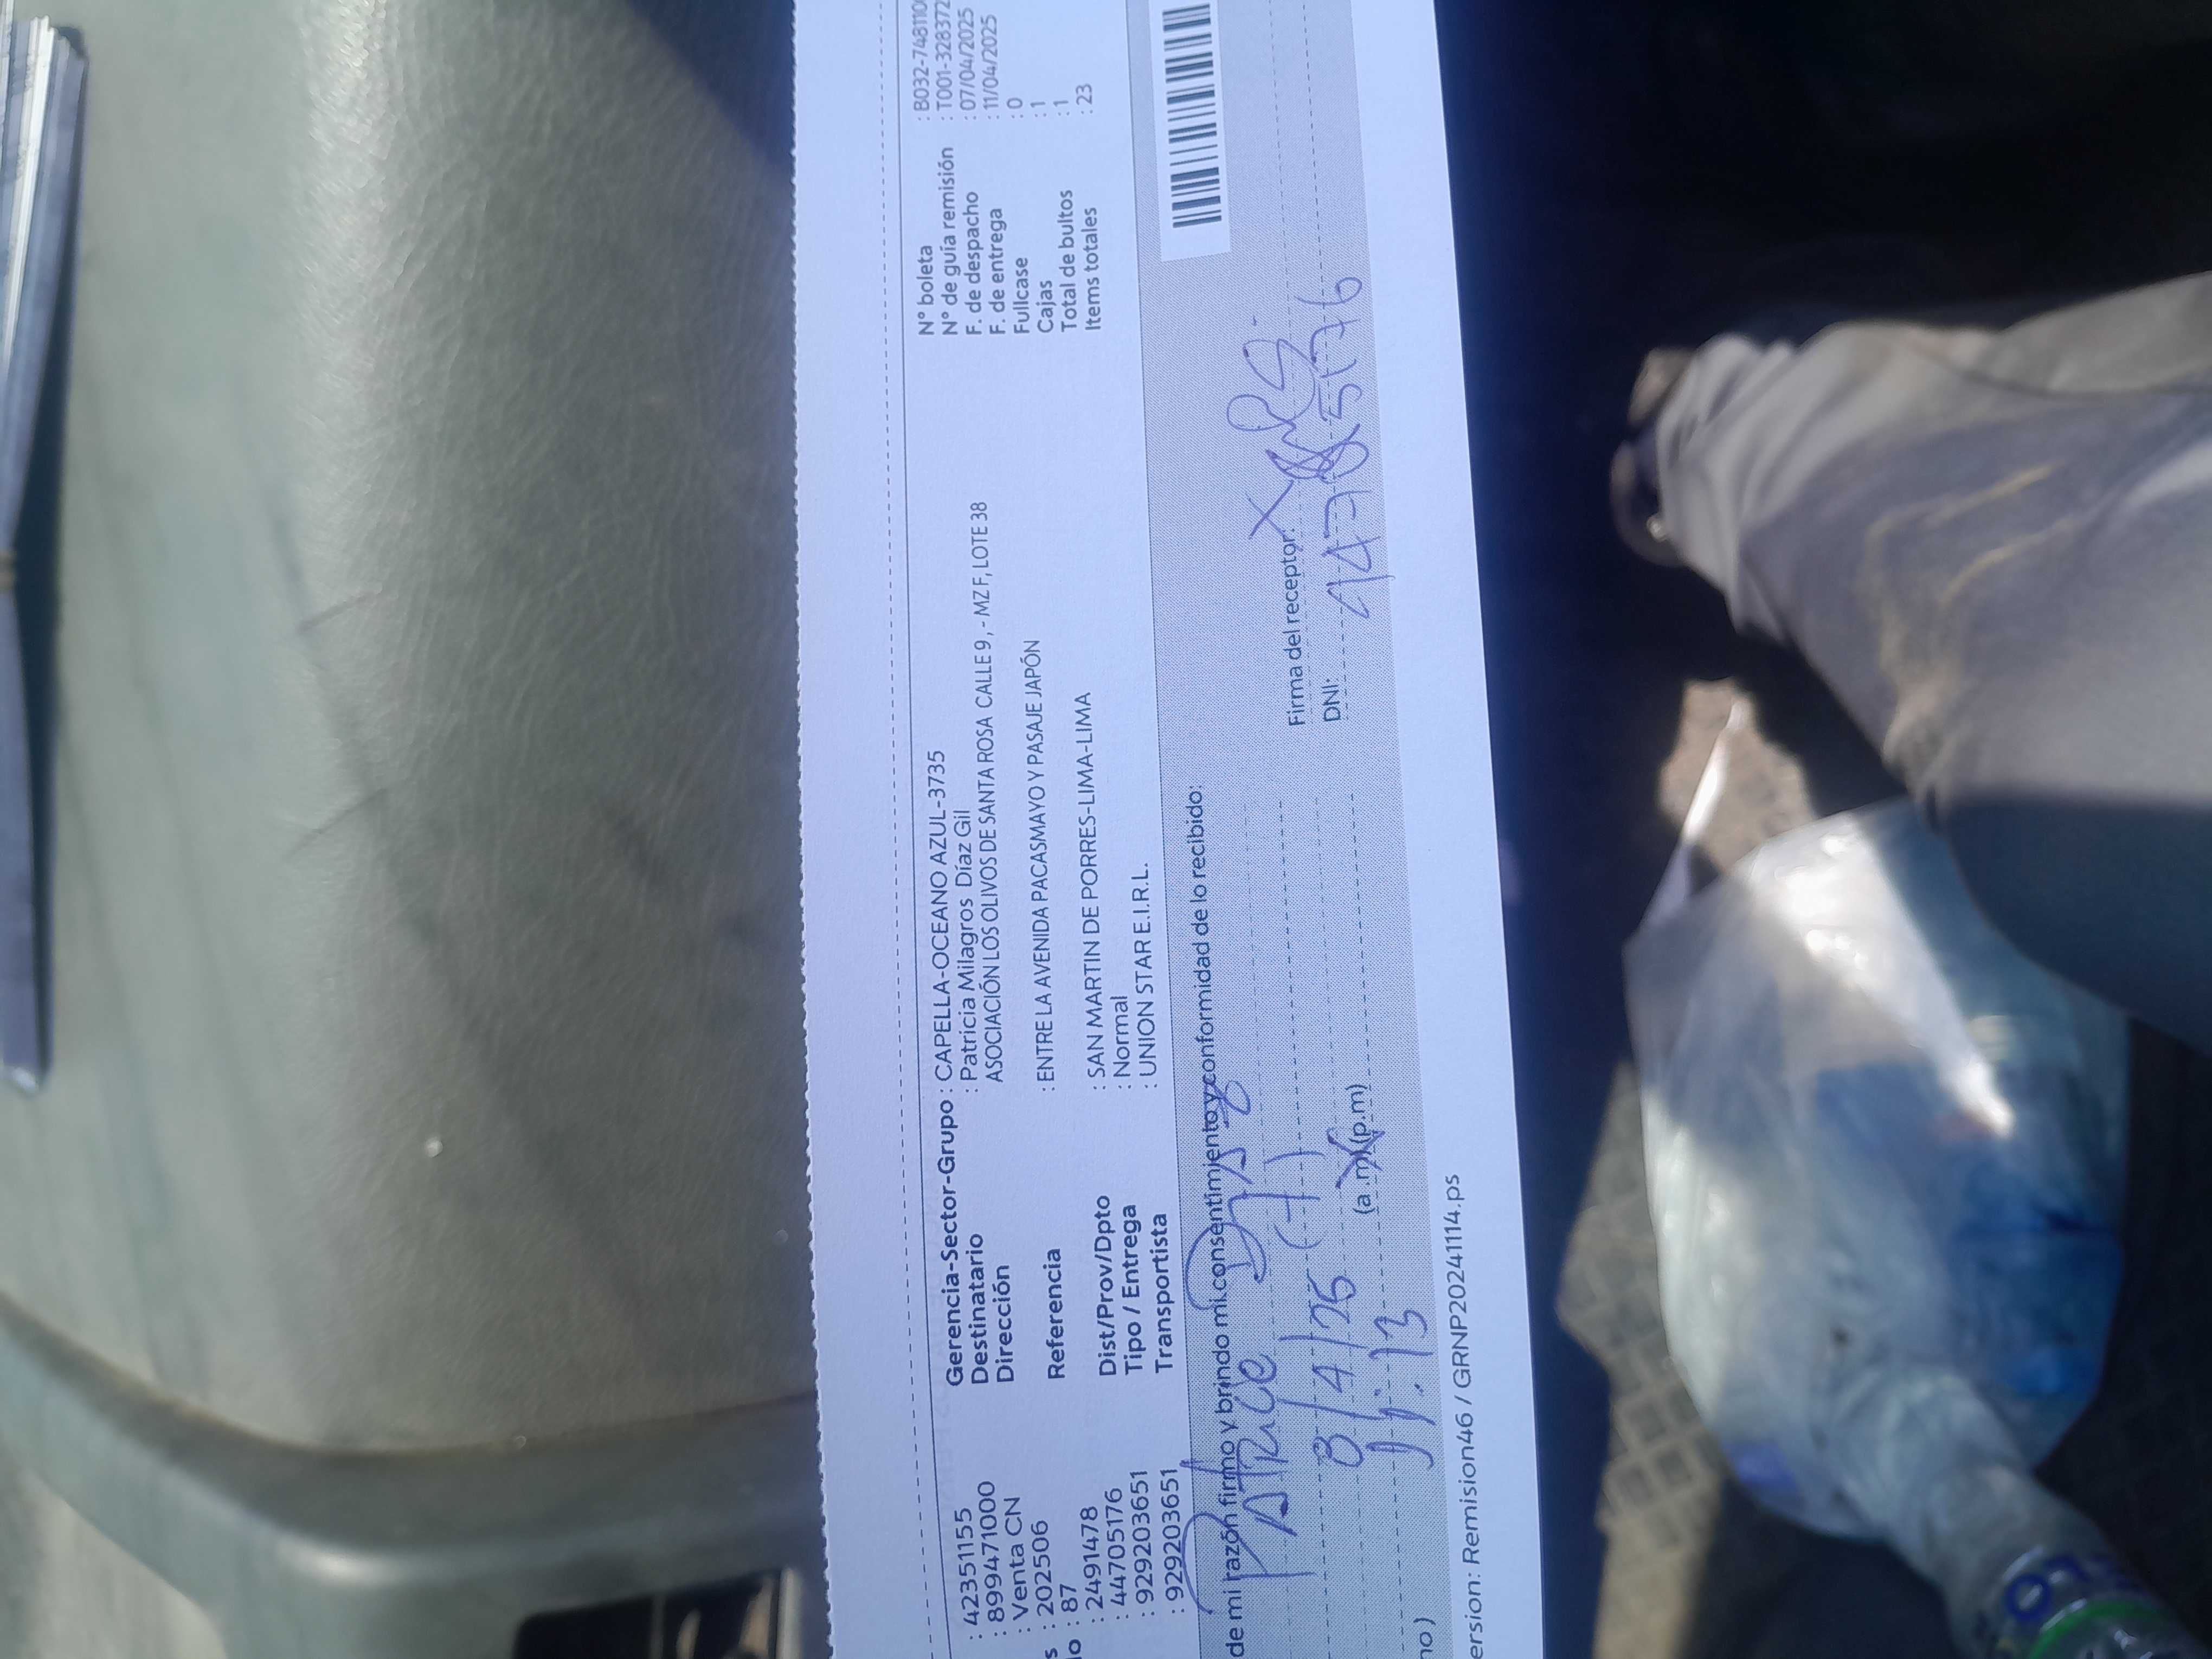 : 42351155 Gerencia-Sector-Grupo : CAPELLA-OCEANO AZUL-3735 N° boleta : B032-748110
: 899471000 Destinatario : Patricia Milagros Díaz Gil N° de guía remisión : T001-328372
: Venta CN Dirección ASOCIACIÓN LOS OLIVOS DE SANTA ROSA CALLE 9, - MZ F, LOTE 38 F. de despacho : 07/04/2025
s : 202506 F. de entrega : 11/04/2025
lo : 87 Referencia : ENTRE LA AVENIDA PACASMAYO Y PASAJE JAPÓN Fullcase : 0
: 2491478 Cajas : 1
: 44705176 Dist/Prov/Dpto : SAN MARTIN DE PORRES-LIMA-LIMA Total de bultos : 1
: 929203651 Tipo / Entrega : Normal Items totales : 23
: 929203651 Transportista : UNION STAR E.I.R.L.
de mi razón firmo y brindo mi consentimiento y conformidad de lo recibido:
(T)
8/4/25 Firma del receptor:
(a.m) (p.m) DNI:
no)
ersion: Remision46 / GRNP20241114.ps